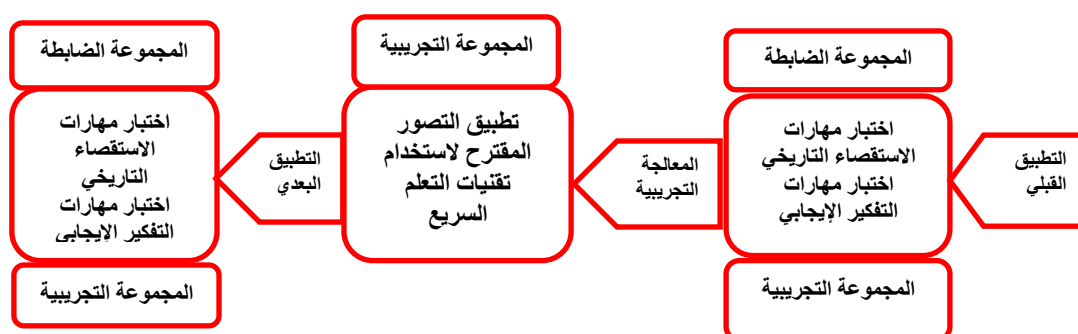 التطبيق
القبلي
المجموعة الضابطة
اختبار مهارات
الاستقصاء التاريخي
اختبار مهارات
التفكير الإيجابي
المجموعة التجريبية
المعالجة
التجريبية
المجموعة التجريبية
تطبيق التصور
المقترح لاستخدام
تقنيات التعلم
السريع
التطبيق
البعدي
المجموعة الضابطة
اختبار مهارات
الاستقصاء
التاريخي
اختبار مهارات
التفكير الإيجابي
المجموعة التجريبية